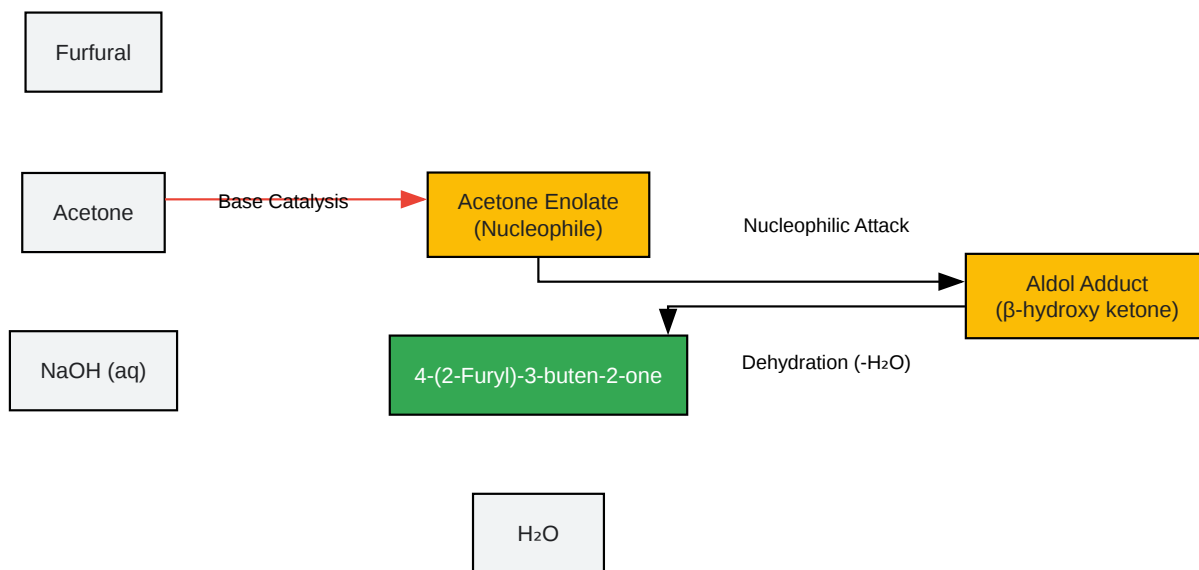 Furfural
Acetone
Base Catalysis
Acetone Enolate
(Nucleophile)
Nucleophilic Attack
Aldol Adduct
(β-hydroxy ketone)
NaOH (aq)
4-(2-Furyl)-3-buten-2-one
Dehydration (-H₂O)
H₂O